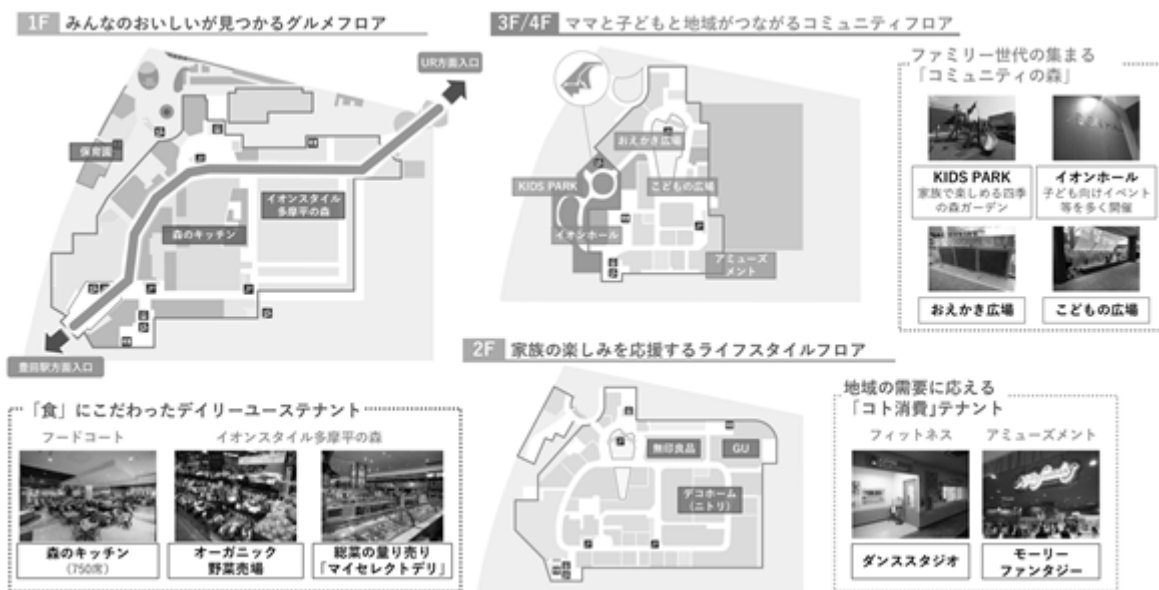 1F みんなのおいしいが見つかるグルメフロア
UR方面入口
保育園
イオンスタイル
多摩平の森
森のキッチン
豊田駅方面入口
「食」にこだわったデイリーユーステナント
フードコート
イオンスタイル多摩平の森
森のキッチン
(750席)
オーガニック
野菜売場
総菜の量り売り
「マイセレクトデリ」
3F/4F ママと子どもと地域がつながるコミュニティフロア
おえかき広場
KIDS PARK
こどもの広場
イオンホール
アミューズ
メント
ファミリー世代の集まる
「コミュニティの森」
KIDS PARK
家族で楽しめる四季
の森ガーデン
イオンホール
子ども向けイベント
等を多く開催
おえかき広場
こどもの広場
2F 家族の楽しみを応援するライフスタイルフロア
無印良品
GU
デコホーム
(ニトリ)
地域の需要に応える
「コト消費」テナント
フィットネス
アミューズメント
ダンススタジオ
モーリー
ファンタジー